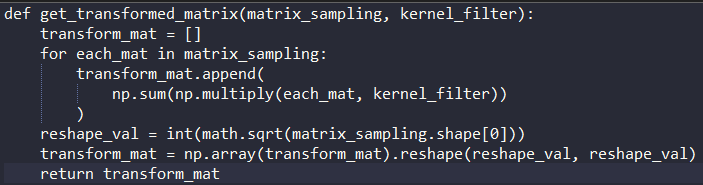 def get_transformed_matrix(matrix_sampling, kernel_filter):
    transform_mat = []
    for each_mat in matrix_sampling:
        transform_mat.append(
            np.sum(np.multiply(each_mat, kernel_filter))
        )
    reshape_val = int(math.sqrt(matrix_sampling.shape[0]))
    transform_mat = np.array(transform_mat).reshape(reshape_val, reshape_val)
    return transform_mat